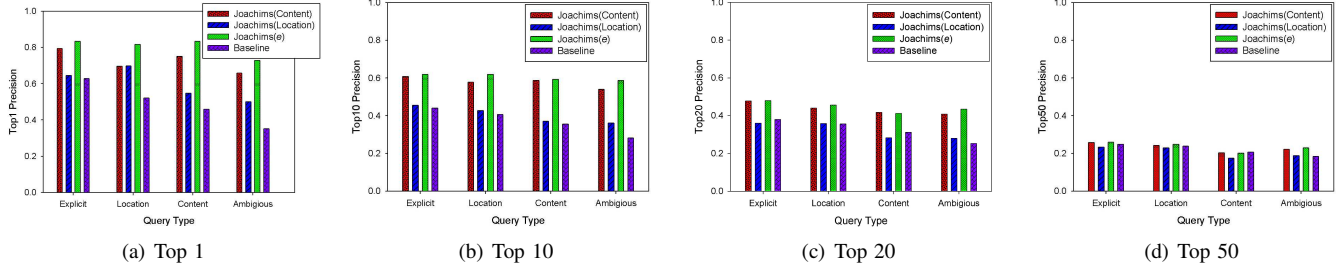 Top1 Precision
1.0
0.8
0.6
0.4
0.2
0.0
Joachims(Content)
Joachims(Location)
Joachims(e)
Baseline
Explicit Location Content Ambigious
Query Type
(a) Top 1
Top10 Precision
1.0
0.8
0.6
0.4
0.2
0.0
Joachims(Content)
Joachims(Location)
Joachims(e)
Baseline
Explicit Location Content Ambigious
Query Type
(b) Top 10
Top20 Precision
1.0
0.8
0.6
0.4
0.2
0.0
Joachims(Content)
Joachims(Location)
Joachims(e)
Baseline
Explicit Location Content Ambigious
Query Type
(c) Top 20
Top50 Precision
1.0
0.8
0.6
0.4
0.2
0.0
Joachims(Content)
Joachims(Location)
Joachims(e)
Baseline
Explicit Location Content Ambigious
Query Type
(d) Top 50